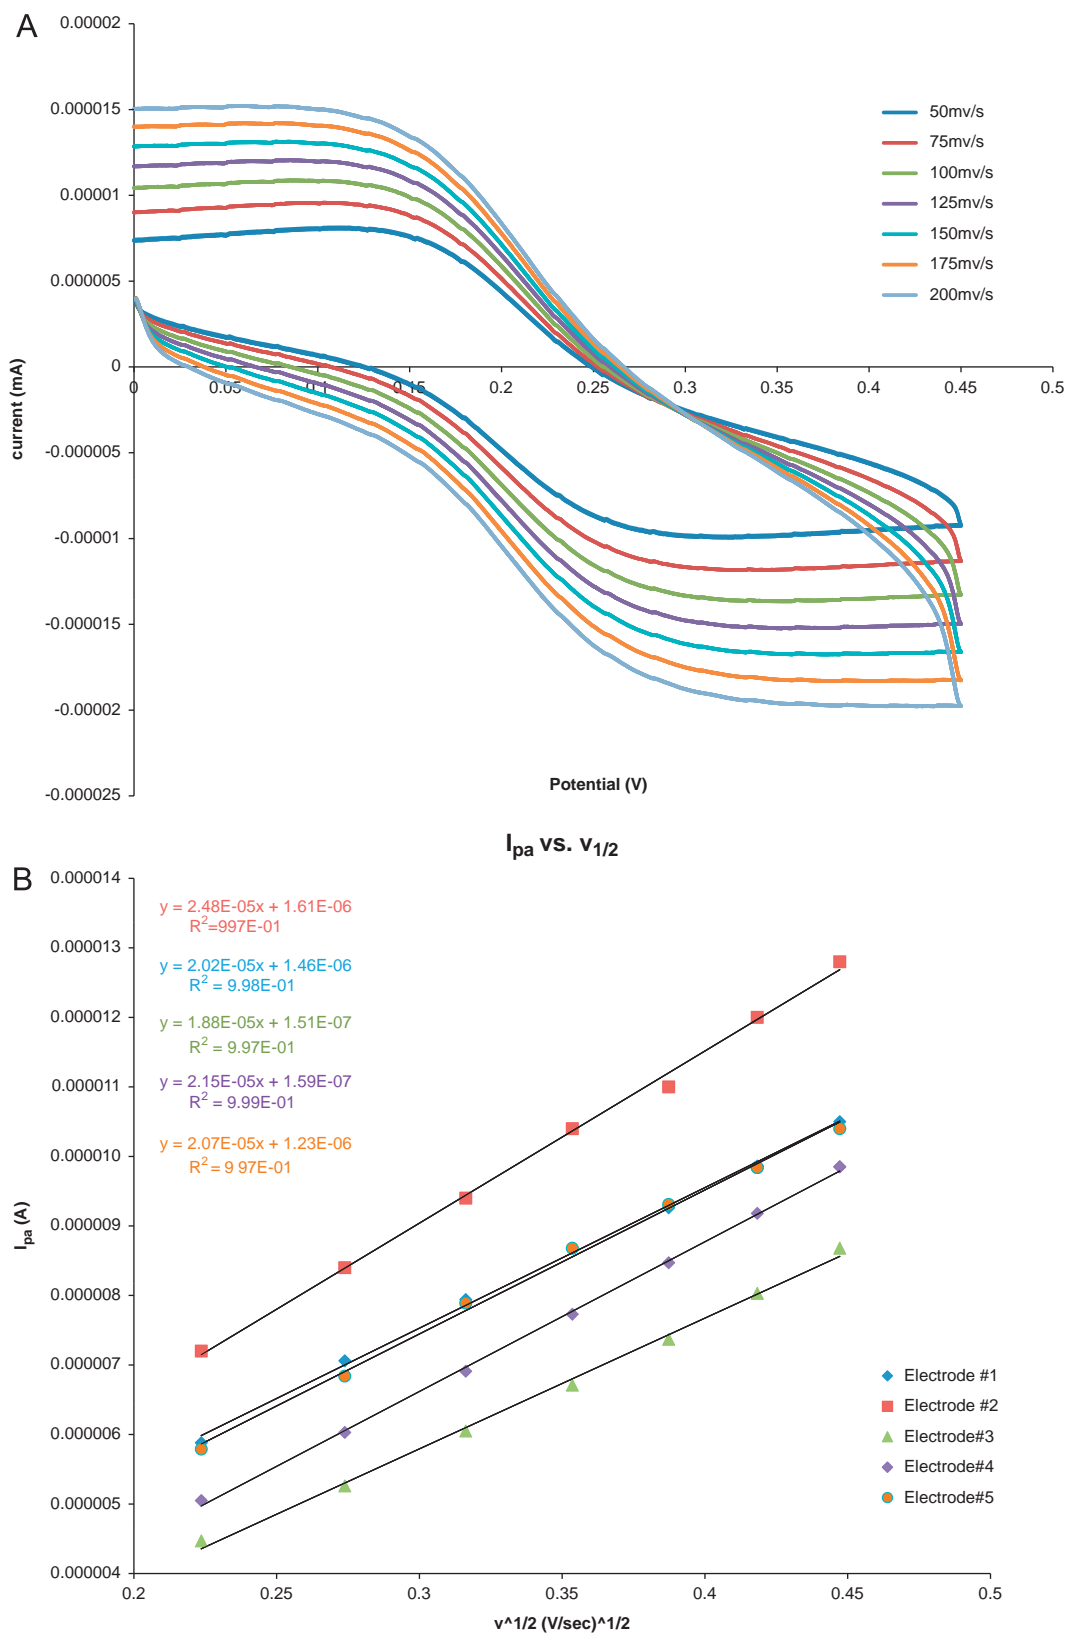 A
0.00002
0.000015
0.00001
0.000005
0
-0.000005
-0.00001
-0.000015
-0.00002
-0.000025
current (mA)
0 0.05 0.1 0.15 0.2 0.25 0.3 0.35 0.4 0.45 0.5
Potential (V)
50mv/s
75mv/s
100mv/s
125mv/s
150mv/s
175mv/s
200mv/s
I_pa vs. v_1/2
B
0.000014
0.000013
0.000012
0.000011
0.000010
0.000009
0.000008
0.000007
0.000006
0.000005
0.000004
I_pa (A)
y = 2.48E-05x + 1.61E-06
R²=997E-01
y = 2.02E-05x + 1.46E-06
R² = 9.98E-01
y = 1.88E-05x + 1.51E-07
R² = 9.97E-01
y = 2.15E-05x + 1.59E-07
R² = 9.99E-01
y = 2.07E-05x + 1.23E-06
R² = 9 97E-01
Electrode #1
Electrode #2
Electrode#3
Electrode#4
Electrode#5
0.2 0.25 0.3 0.35 0.4 0.45 0.5
v^1/2 (V/sec)^1/2